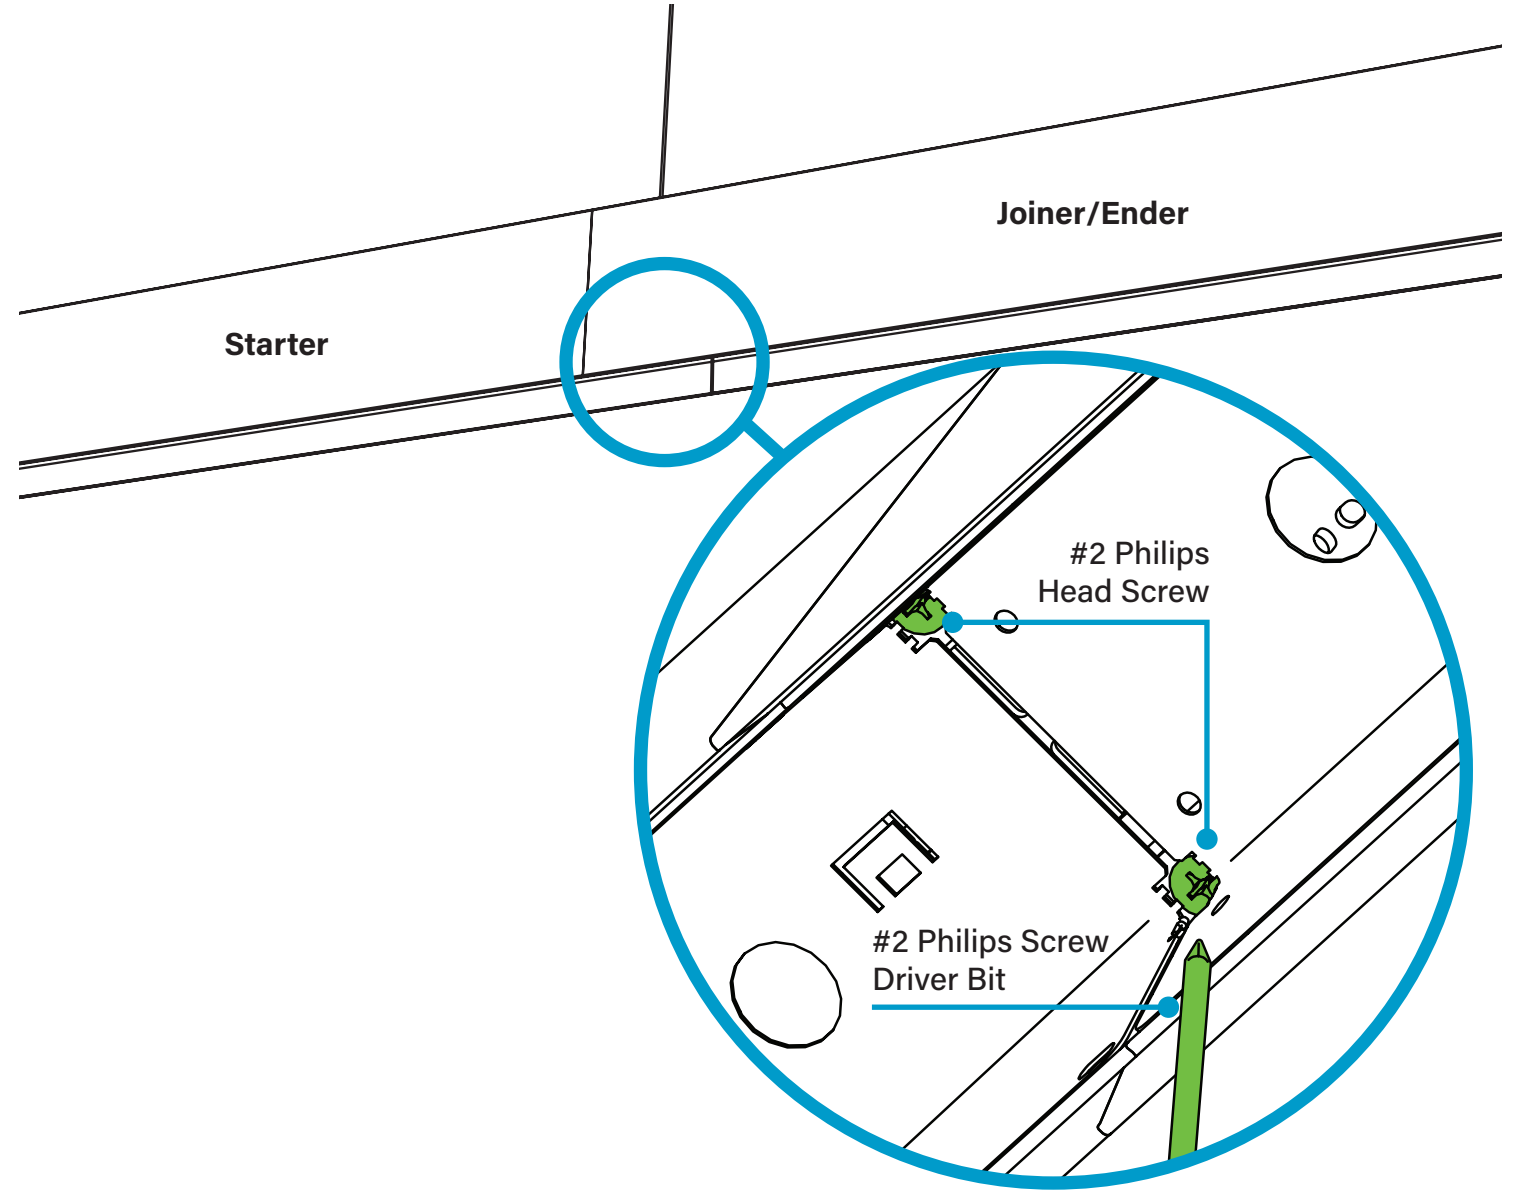 Joiner/Ender
Starter
#2 Philips
Head Screw
#2 Philips Screw
Driver Bit